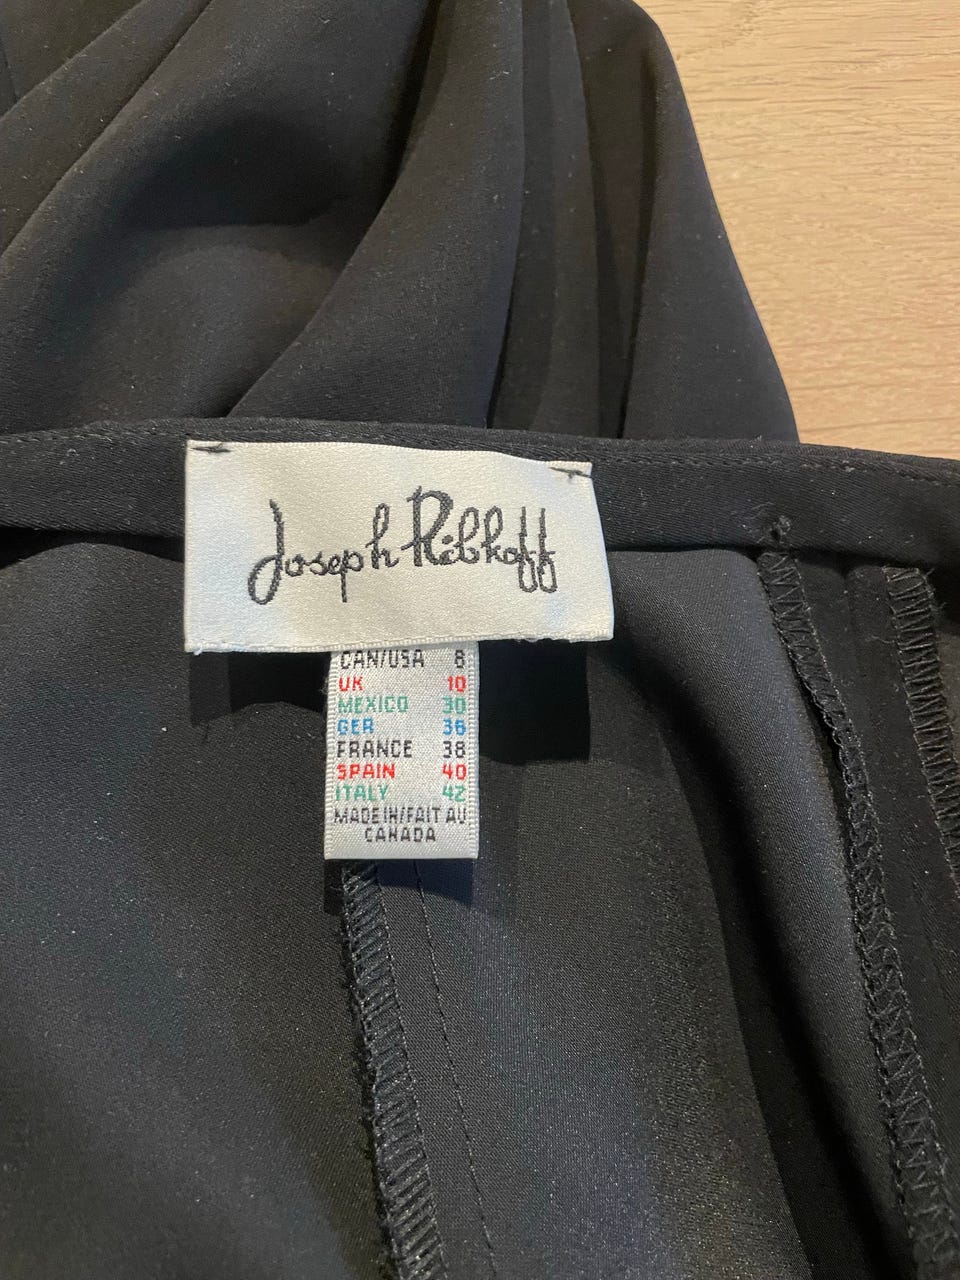 Joseph Ribkoff
CAN/USA 8
UK 10
MEXICO 30
GER 36
FRANCE 38
SPAIN 40
ITALY 42
MADE IN/FAIT AU
CANADA